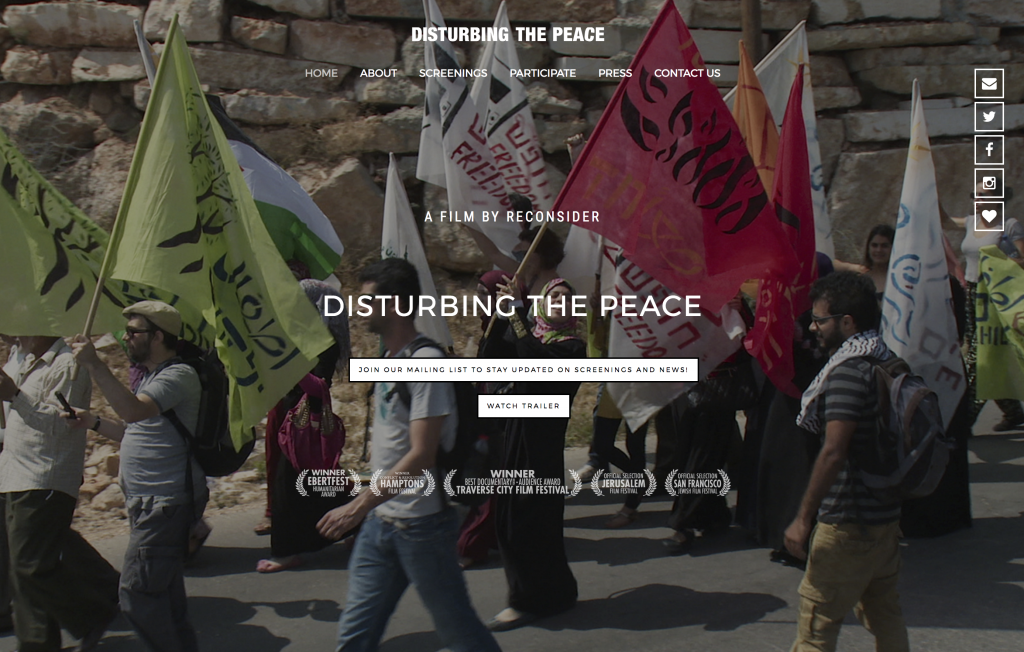 DISTURBING THE PEACE
HOME ABOUT SCREENINGS PARTICIPATE PRESS CONTACT US
FREEDOM
FREEDOM
A FILM BY RECONSIDER
DISTURBING THE PEACE
FREEDOM
JOIN OUR MAILING LIST TO STAY UPDATED ON SCREENINGS AND NEWS!
WATCH TRAILER
WINNER
EBERTFEST
HUMANITARIAN
AWARD
WINNER
HAMPTONS
FILM FESTIVAL
WINNER
BEST DOCUMENTARY - AUDIENCE AWARD
TRAVERSE CITY FILM FESTIVAL
OFFICIAL SELECTION
JERUSALEM
FILM FESTIVAL
OFFICIAL SELECTION
SAN FRANCISCO
JEWISH FILM FESTIVAL